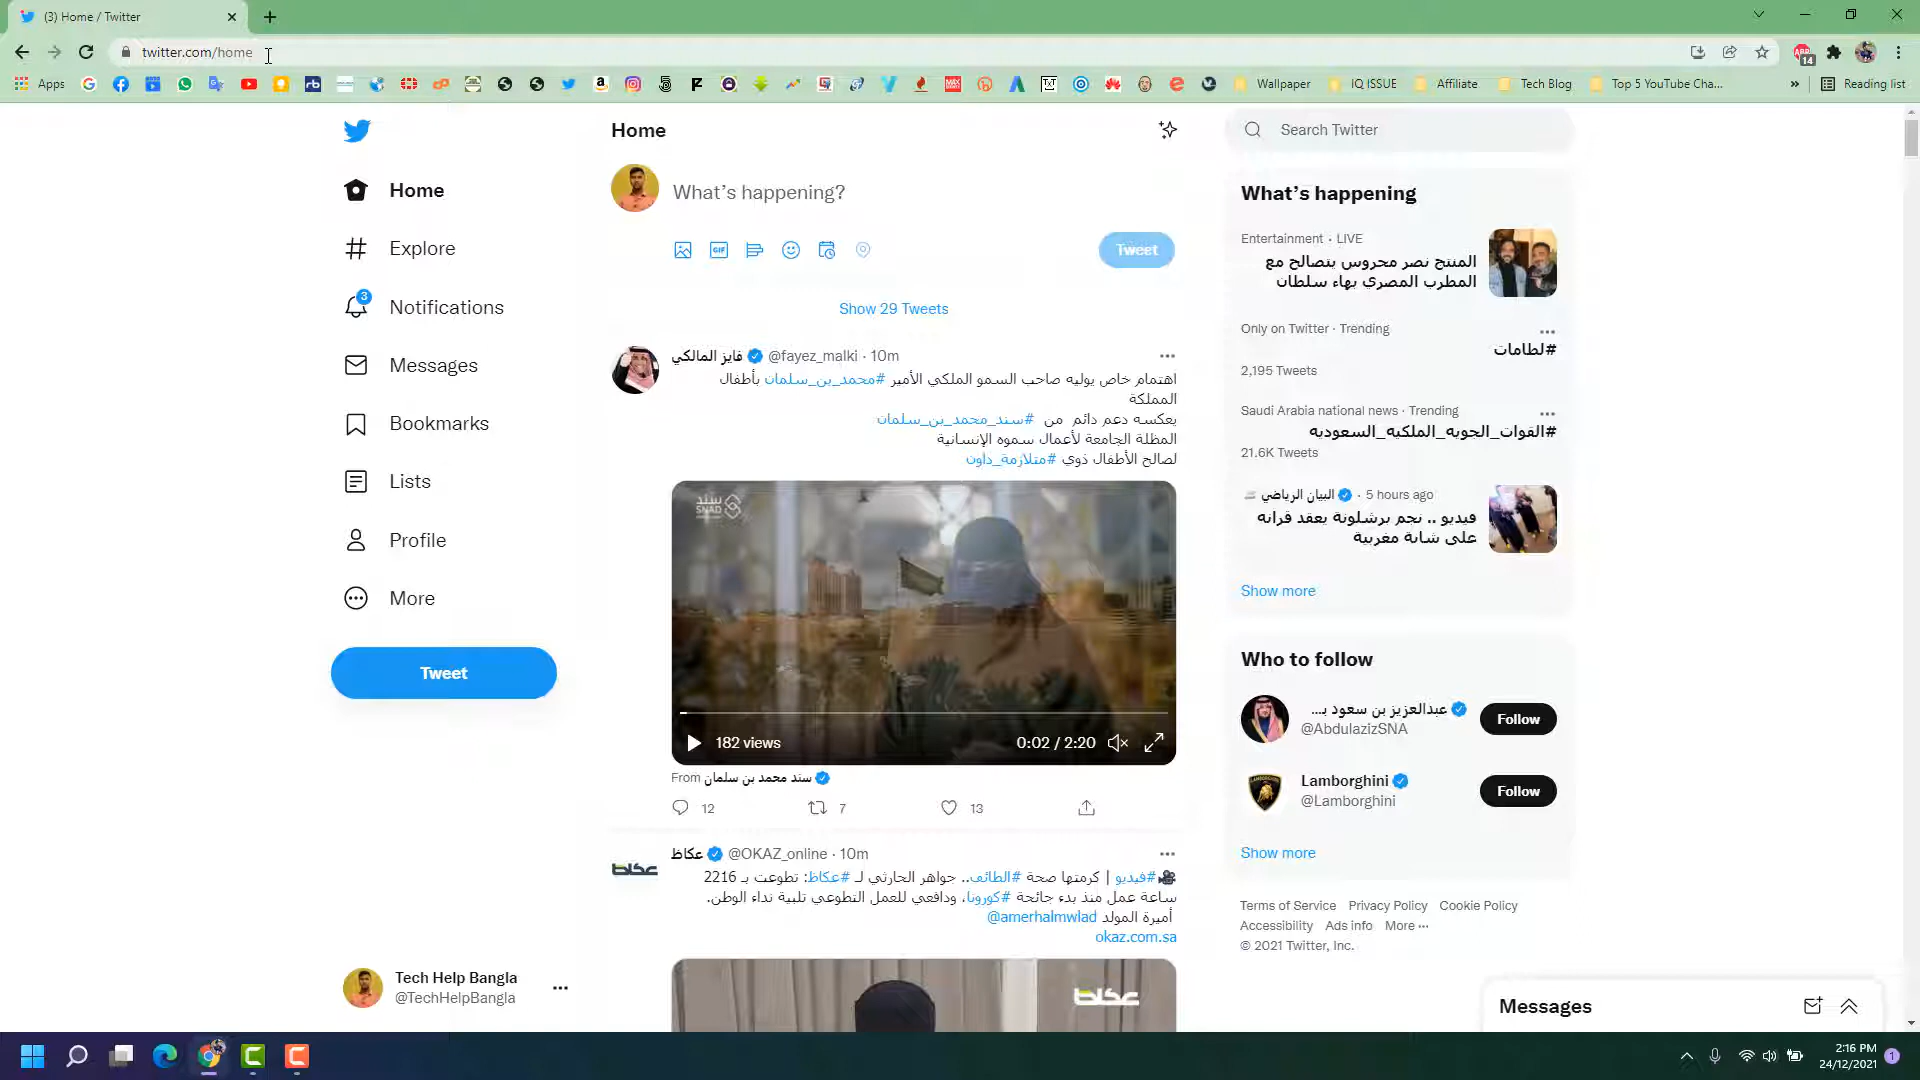 (3) Home / Twitter
twitter.com/home
14
Apps
Wallpaper
IQ ISSUE
Affiliate
Tech Blog
Top 5 YouTube Cha...
»
Reading list
Home
Explore
3
Notifications
Messages
Bookmarks
Lists
Profile
More
Tweet
Tech Help Bangla
@TechHelpBangla
Home
What's happening?
GIF
Tweet
Show 29 Tweets
فايز المالكي @fayez_malki · 10m
اهتمام خاص يوليه صاحب السمو الملكي الأمير #محمد_بن_سلمان بأطفال
المملكة
يعكسه دعم دائم من #سند_محمد_بن_سلمان
المظلة الجامعة لأعمال سموه الإنسانية
لصالح الأطفال ذوي #متلازمة_داون
سند
SNAD
182 views
0:02 / 2:20
From سند محمد بن سلمان
12
7
13
عكاظ @OKAZ_online · 10m
#فيديو | كرمتها صحة #الطائف.. جواهر الحارثي لـ #عكاظ: تطوعت بـ 2216
ساعة عمل منذ بدء جائحة #كورونا، ودافعي للعمل التطوعي تلبية نداء الوطن.
أميرة المولد @amerhalmwlad
okaz.com.sa
عكاظ
Search Twitter
What's happening
Entertainment · LIVE
المنتج نصر محروس يتصالح مع
المطرب المصري بهاء سلطان
Only on Twitter · Trending
#لطامات
2,195 Tweets
Saudi Arabia national news · Trending
#القوات_الجويه_الملكيه_السعوديه
21.6K Tweets
البيان الرياضي · 5 hours ago
فيديو .. نجم برشلونة يعقد قرانه
على شابة مغربية
Show more
Who to follow
عبدالعزيز بن سعود بـ...
@AbdulazizSNA
Follow
Lamborghini
@Lamborghini
Follow
Show more
Terms of Service Privacy Policy Cookie Policy
Accessibility Ads info More ...
© 2021 Twitter, Inc.
Messages
2:16 PM
24/12/2021
1